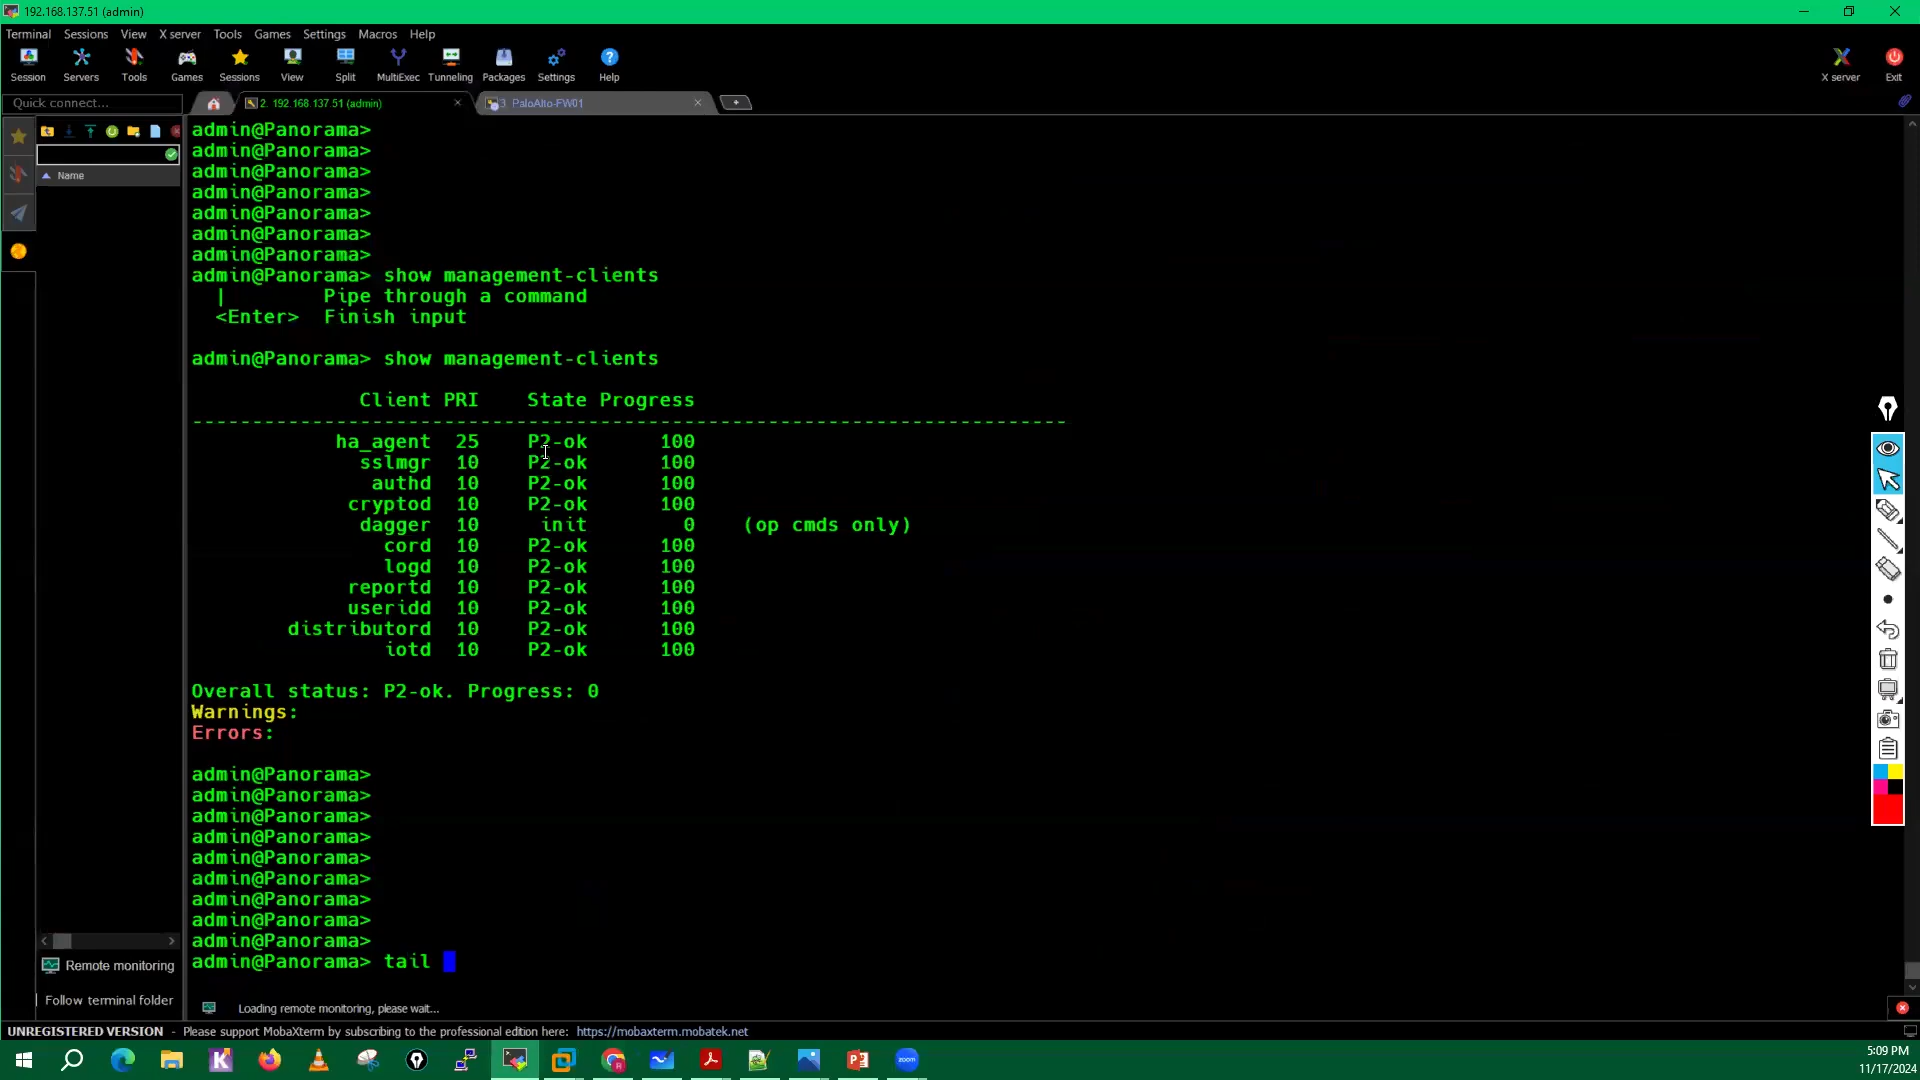 192.168.137.51 (admin)
Terminal Sessions View X server Tools Games Settings Macros Help
Session Servers Tools Games Sessions View Split MultiExec Tunneling Packages Settings Help X server Exit
Quick connect... 2. 192.168.137.51 (admin) 3 PaloAlto-FW01
Name
admin@Panorama>
admin@Panorama>
admin@Panorama>
admin@Panorama>
admin@Panorama>
admin@Panorama>
admin@Panorama>
admin@Panorama> show management-clients
| Pipe through a command
<Enter> Finish input
admin@Panorama> show management-clients
Client PRI State Progress
--------------------------------------------------------------------------
ha_agent 25 P2-ok 100
sslmgr 10 P2-ok 100
authd 10 P2-ok 100
cryptod 10 P2-ok 100
dagger 10 init 0 (op cmds only)
cord 10 P2-ok 100
logd 10 P2-ok 100
reportd 10 P2-ok 100
useridd 10 P2-ok 100
distributord 10 P2-ok 100
iotd 10 P2-ok 100
Overall status: P2-ok. Progress: 0
Warnings:
Errors:
admin@Panorama>
admin@Panorama>
admin@Panorama>
admin@Panorama>
admin@Panorama>
admin@Panorama>
admin@Panorama>
admin@Panorama>
admin@Panorama>
admin@Panorama> tail
Remote monitoring
Follow terminal folder
Loading remote monitoring, please wait...
UNREGISTERED VERSION - Please support MobaXterm by subscribing to the professional edition here: https://mobaxterm.mobatek.net
zoom
5:09 PM
11/17/2024